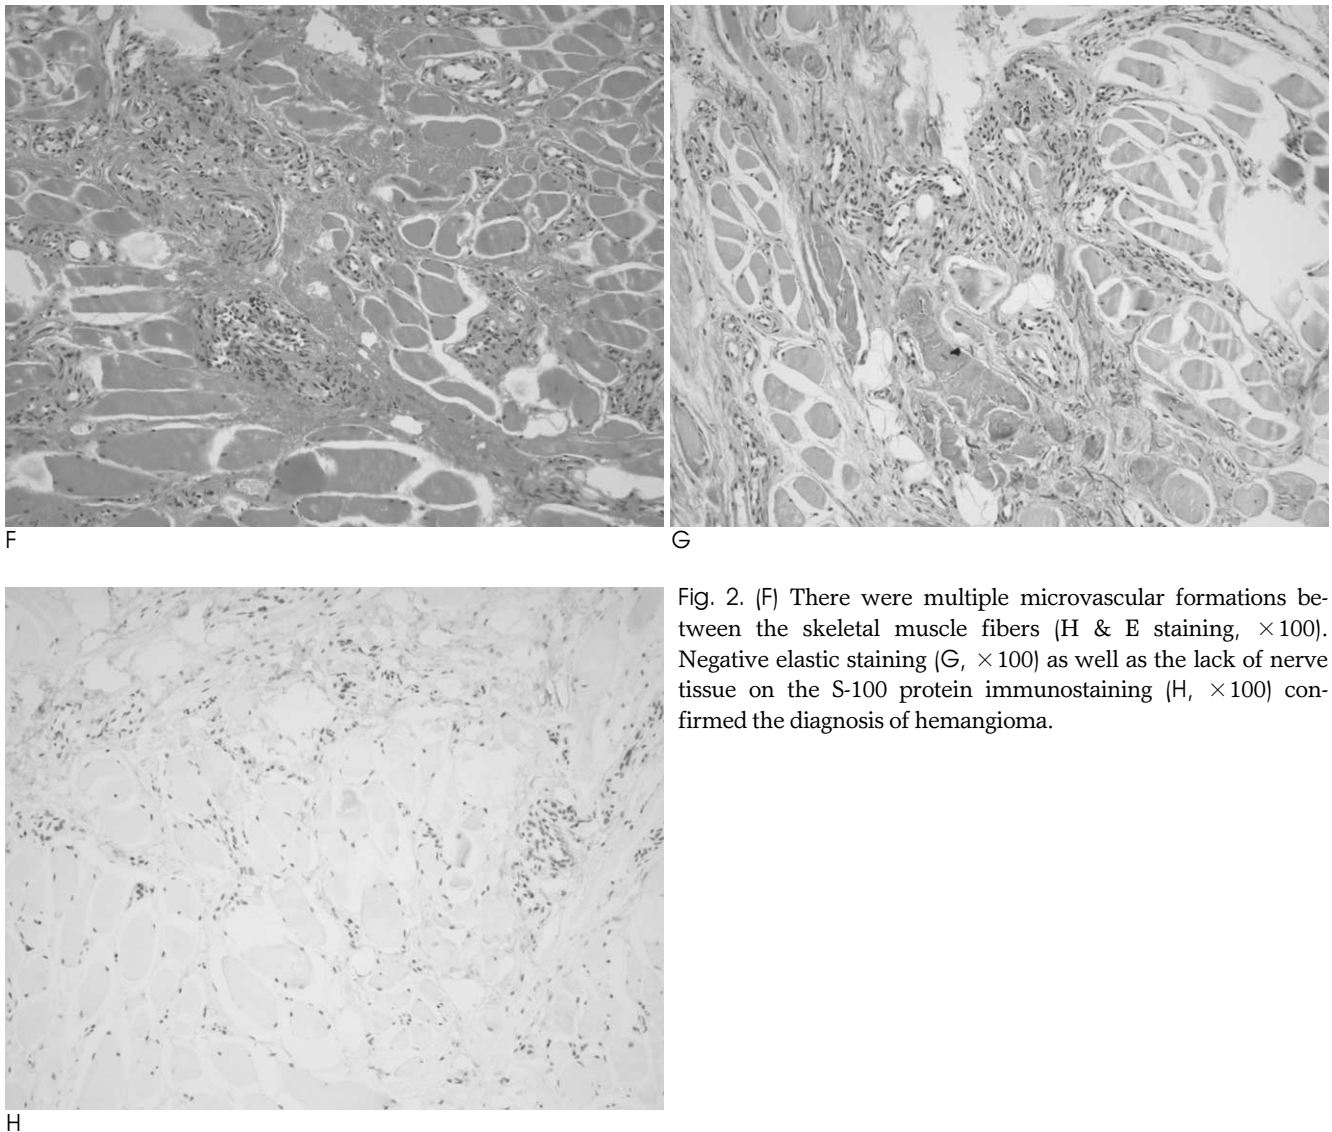 F
G
H
Fig. 2. (F) There were multiple microvascular formations be-
tween the skeletal muscle fibers (H & E staining, ×100).
Negative elastic staining (G, ×100) as well as the lack of nerve
tissue on the S-100 protein immunostaining (H, ×100) con-
firmed the diagnosis of hemangioma.